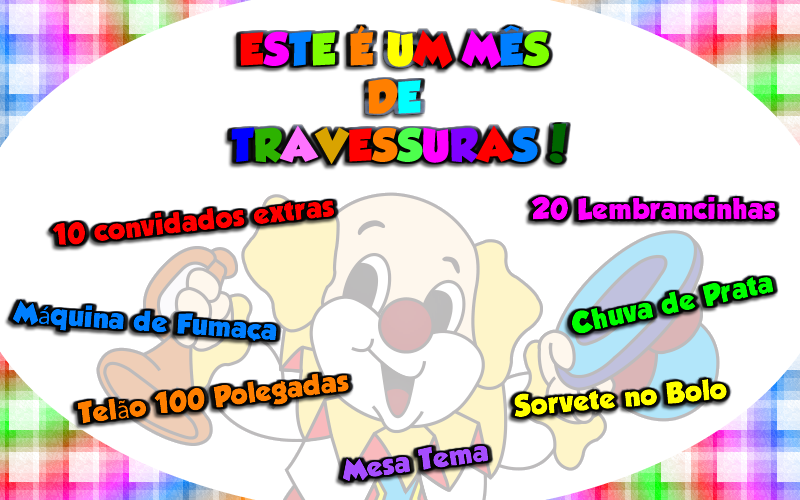 ESTE É UM MÊS
DE
TRAVESSURAS!
10 convidados extras
20 Lembrancinhas
Máquina de Fumaça
Chuva de Prata
Telão 100 Polegadas
Sorvete no Bolo
Mesa Tema